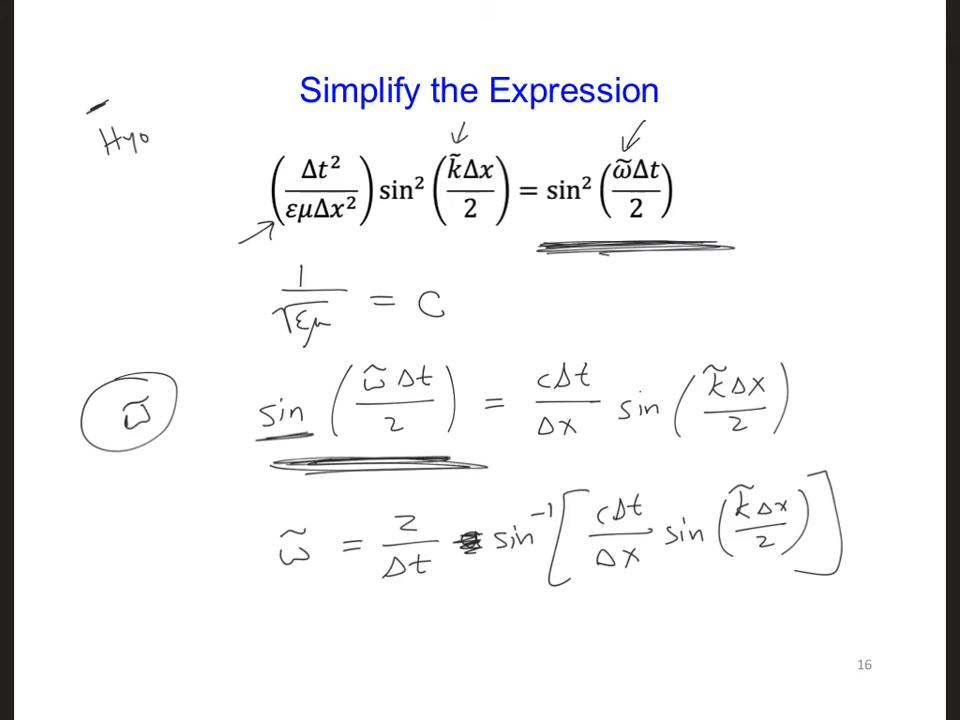 Simplify the Expression
Hyo
(Δt²/εμΔx²) sin² (k̃Δx/2) = sin² (ω̃Δt/2)
1/√εμ = C
ω̃
sin (ω̃ Δt/2) = cΔt/Δx sin (k̃ Δx/2)
ω̃ = 2/Δt sin⁻¹ [cΔt/Δx sin (k̃ Δx/2)]
16